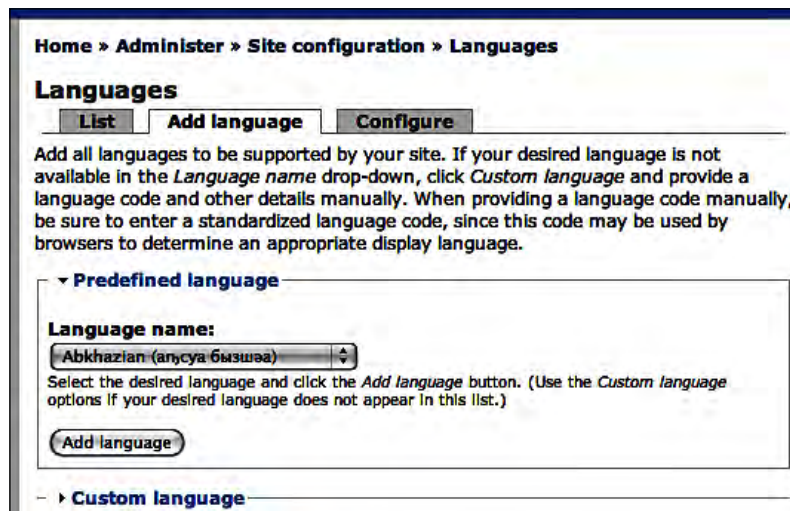 Home » Administer » Site configuration » Languages
Languages
List Add language Configure
Add all languages to be supported by your site. If your desired language is not
available in the Language name drop-down, click Custom language and provide a
language code and other details manually. When providing a language code manually,
be sure to enter a standardized language code, since this code may be used by
browsers to determine an appropriate display language.
Predefined language
Language name:
Abkhazian (аҧсуа бызшәа)
Select the desired language and click the Add language button. (Use the Custom language
options if your desired language does not appear in this list.)
Add language
Custom language